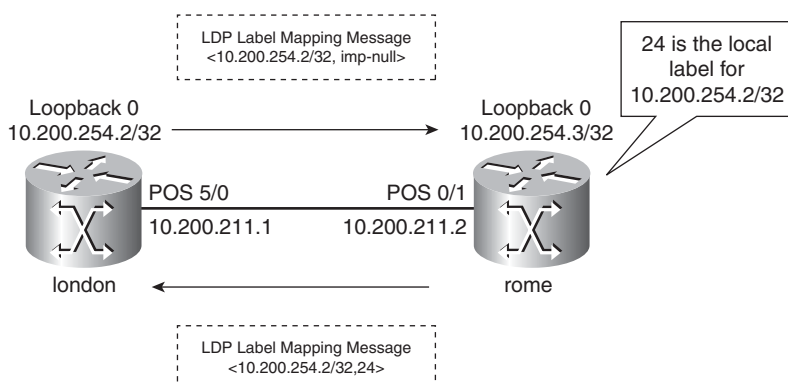 LDP Label Mapping Message
<10.200.254.2/32, imp-null>
24 is the local
label for
10.200.254.2/32
Loopback 0
10.200.254.2/32
Loopback 0
10.200.254.3/32
POS 5/0
POS 0/1
10.200.211.1
10.200.211.2
london
rome
LDP Label Mapping Message
<10.200.254.2/32,24>